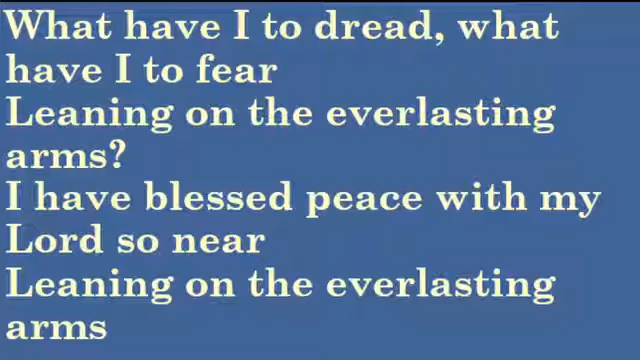 What have I to dread, what
have I to fear
Leaning on the everlasting
arms?
I have blessed peace with my
Lord so near
Leaning on the everlasting
arms